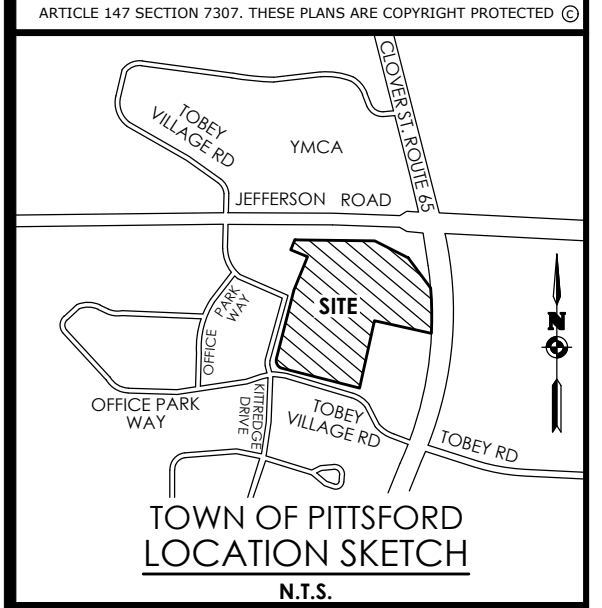 ARTICLE 147 SECTION 7307. THESE PLANS ARE COPYRIGHT PROTECTED ©
CLOVER ST. ROUTE 65
TOBEY
VILLAGE RD
YMCA
JEFFERSON ROAD
SITE
OFFICE PARK
WAY
N
OFFICE PARK
WAY
KITTREDGE
DRIVE
TOBEY
VILLAGE RD
TOBEY RD
TOWN OF PITTSFORD
LOCATION SKETCH
N.T.S.